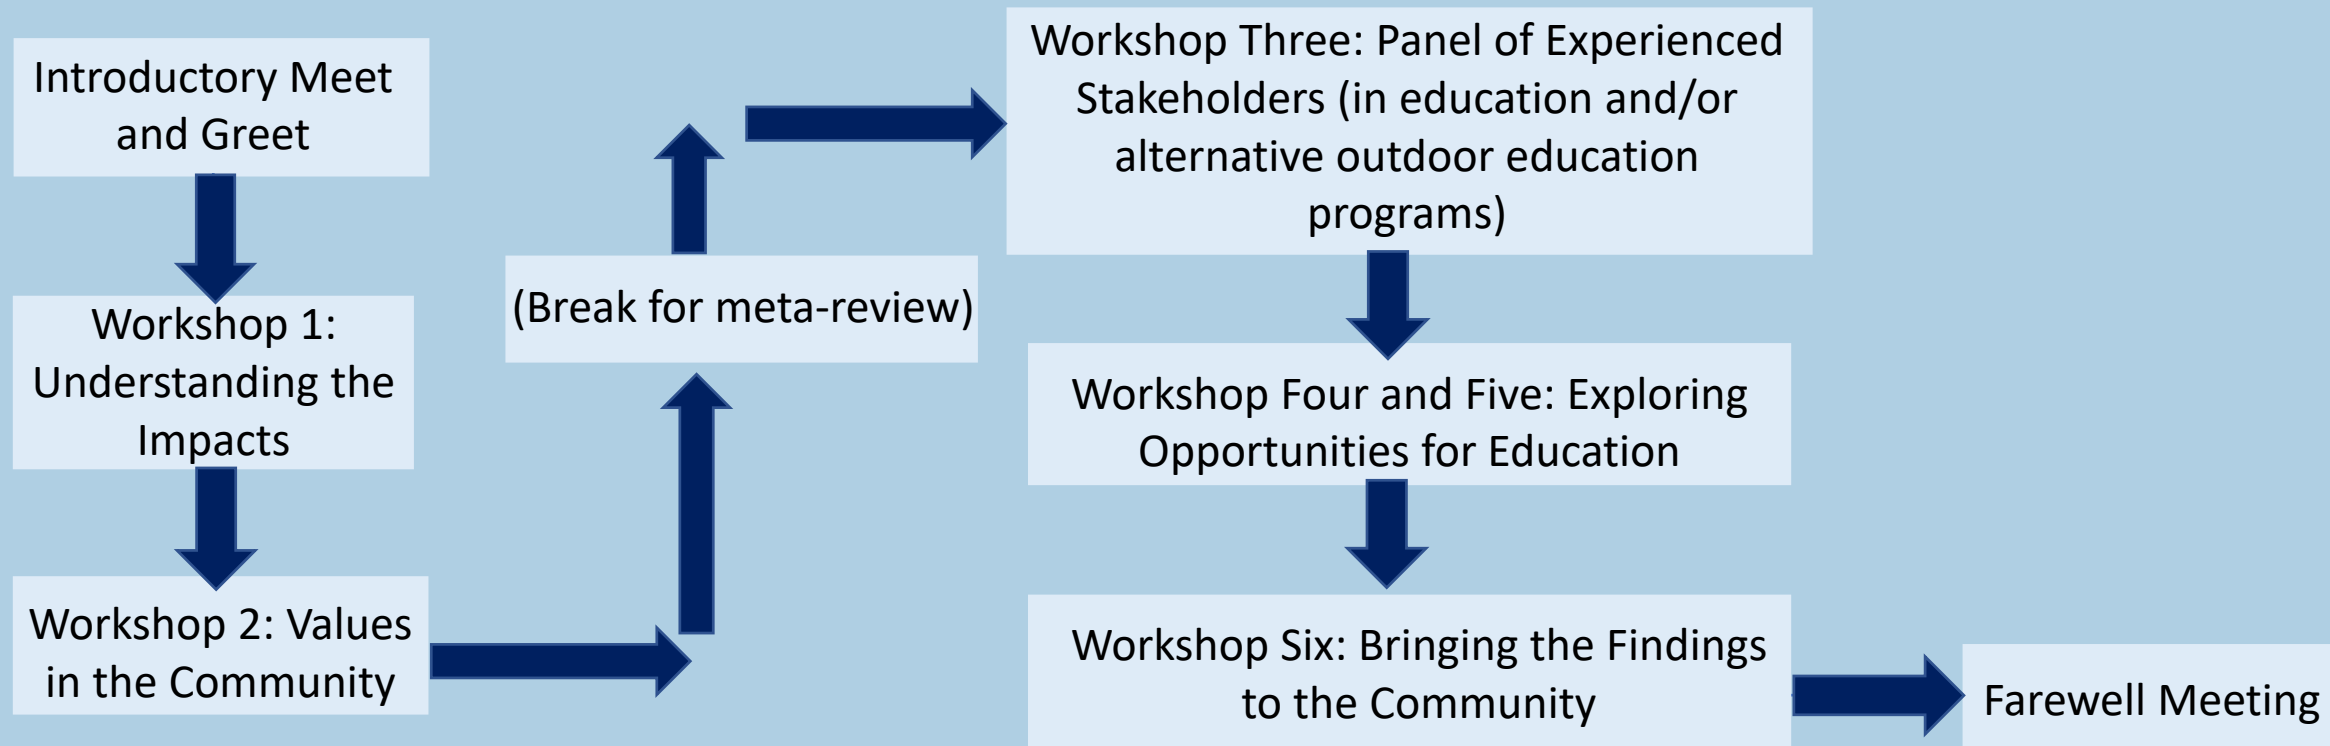 Introductory Meet
and Greet
Workshop 1:
Understanding the
Impacts
Workshop 2: Values
in the Community
(Break for meta-review)
Workshop Three: Panel of Experienced
Stakeholders (in education and/or
alternative outdoor education
programs)
Workshop Four and Five: Exploring
Opportunities for Education
Workshop Six: Bringing the Findings
to the Community
Farewell Meeting